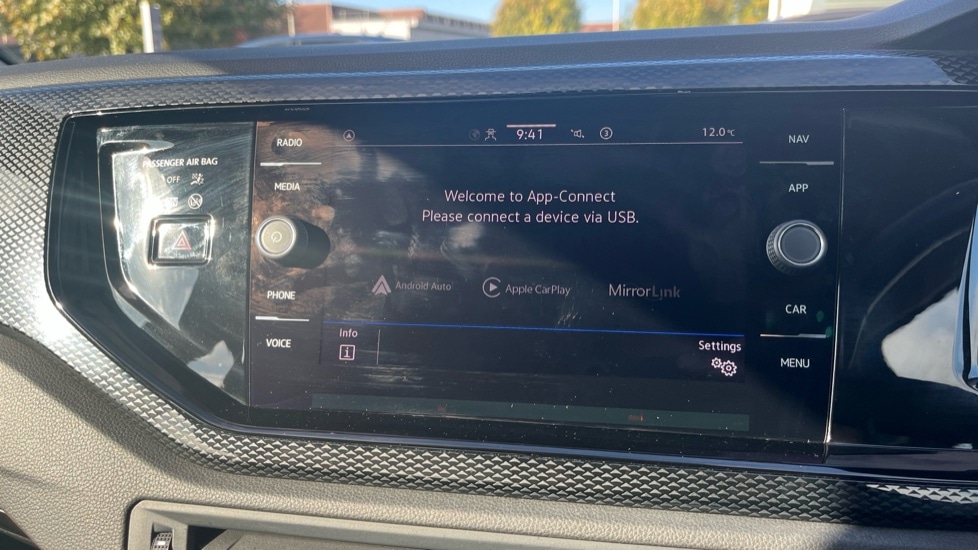 PASSENGER AIR BAG
OFF
RADIO
MEDIA
PHONE
VOICE
9:41
3
12.0°C
Welcome to App-Connect
Please connect a device via USB.
Android Auto
Apple CarPlay
MirrorLink
Info
Settings
NAV
APP
CAR
MENU